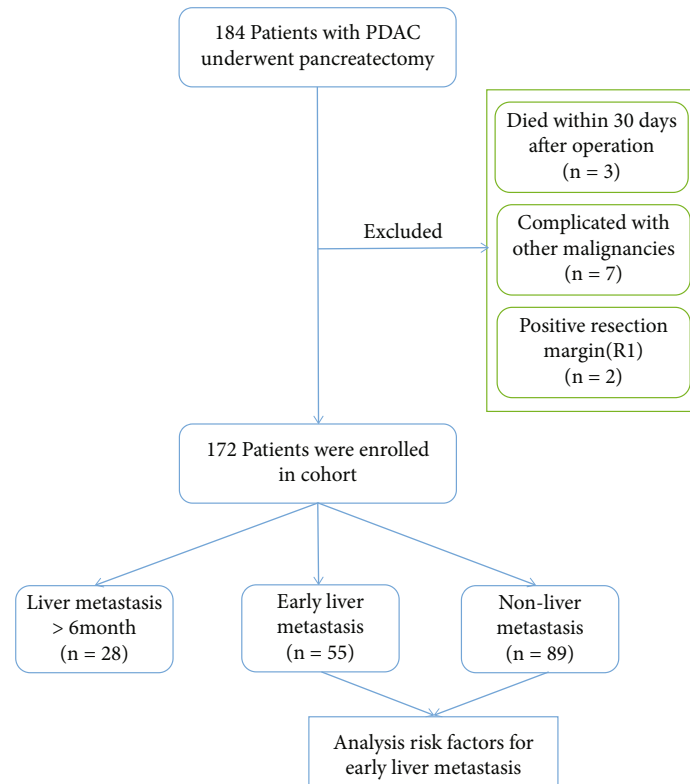 184 Patients with PDAC
underwent pancreatectomy
Died within 30 days
after operation
(n = 3)
Excluded
Complicated with
other malignancies
(n = 7)
Positive resection
margin(R1)
(n = 2)
172 Patients were enrolled
in cohort
Liver metastasis
> 6month
(n = 28)
Early liver
metastasis
(n = 55)
Non-liver
metastasis
(n = 89)
Analysis risk factors for
early liver metastasis